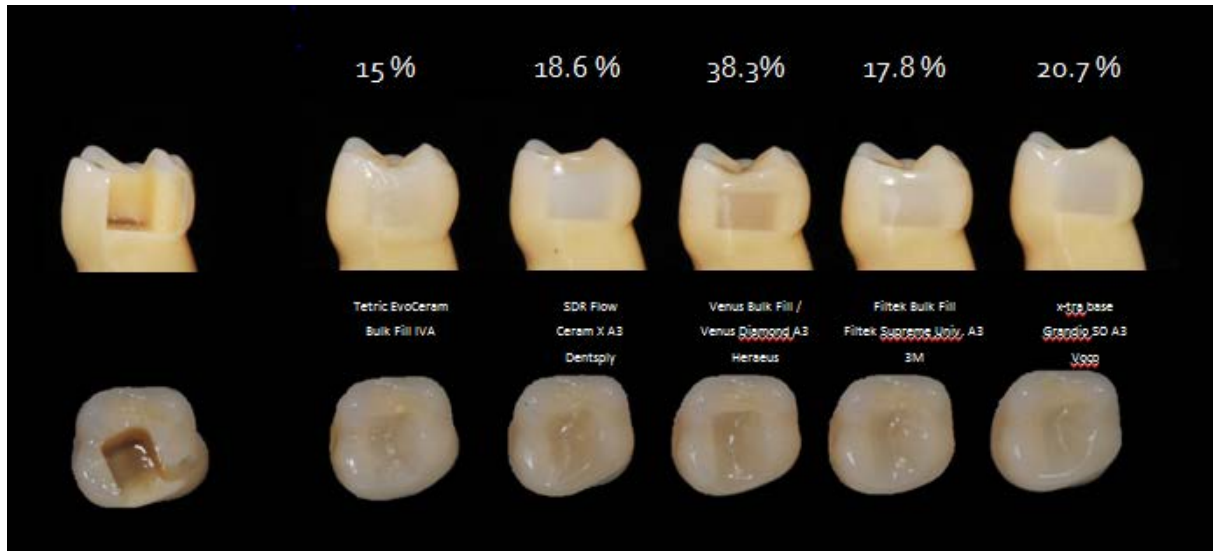 15 %
18.6 %
38.3%
17.8 %
20.7 %
Tetric EvoCeram
Bulk Fill IVA
SDR Flow
Ceram X A3
Dentsply
Venus Bulk Fill /
Venus Diamond A3
Heraeus
Filtek Bulk Fill
Filtek Supreme Univ. A3
3M
x-tra base
Grandio SO A3
Voco